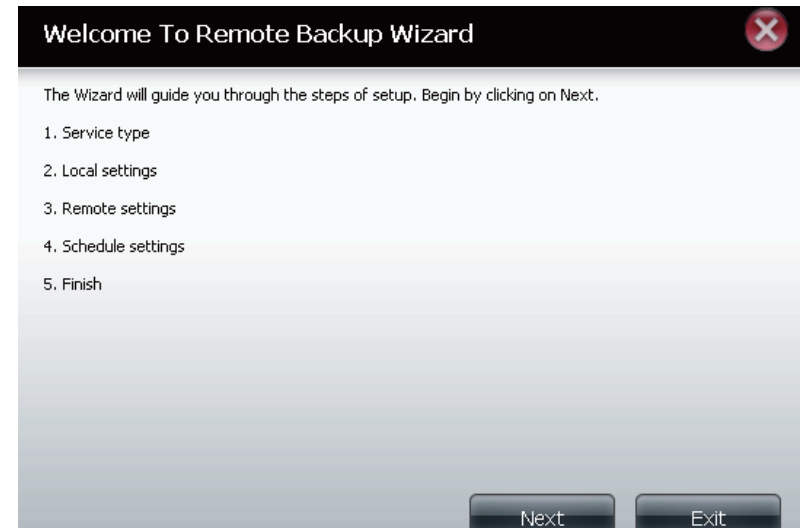 Welcome To Remote Backup Wizard
The Wizard will guide you through the steps of setup. Begin by clicking on Next.
1. Service type
2. Local settings
3. Remote settings
4. Schedule settings
5. Finish
Next
Exit